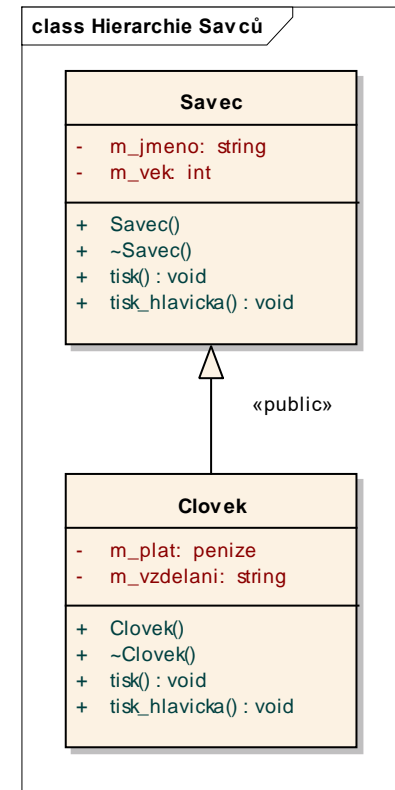 class Hierarchie Savců
Savec
- m_jmeno: string
- m_vek: int
+ Savec()
+ ~Savec()
+ tisk() : void
+ tisk_hlavicka() : void
«public»
Clovek
- m_plat: penize
- m_vzdelani: string
+ Clovek()
+ ~Clovek()
+ tisk() : void
+ tisk_hlavicka() : void